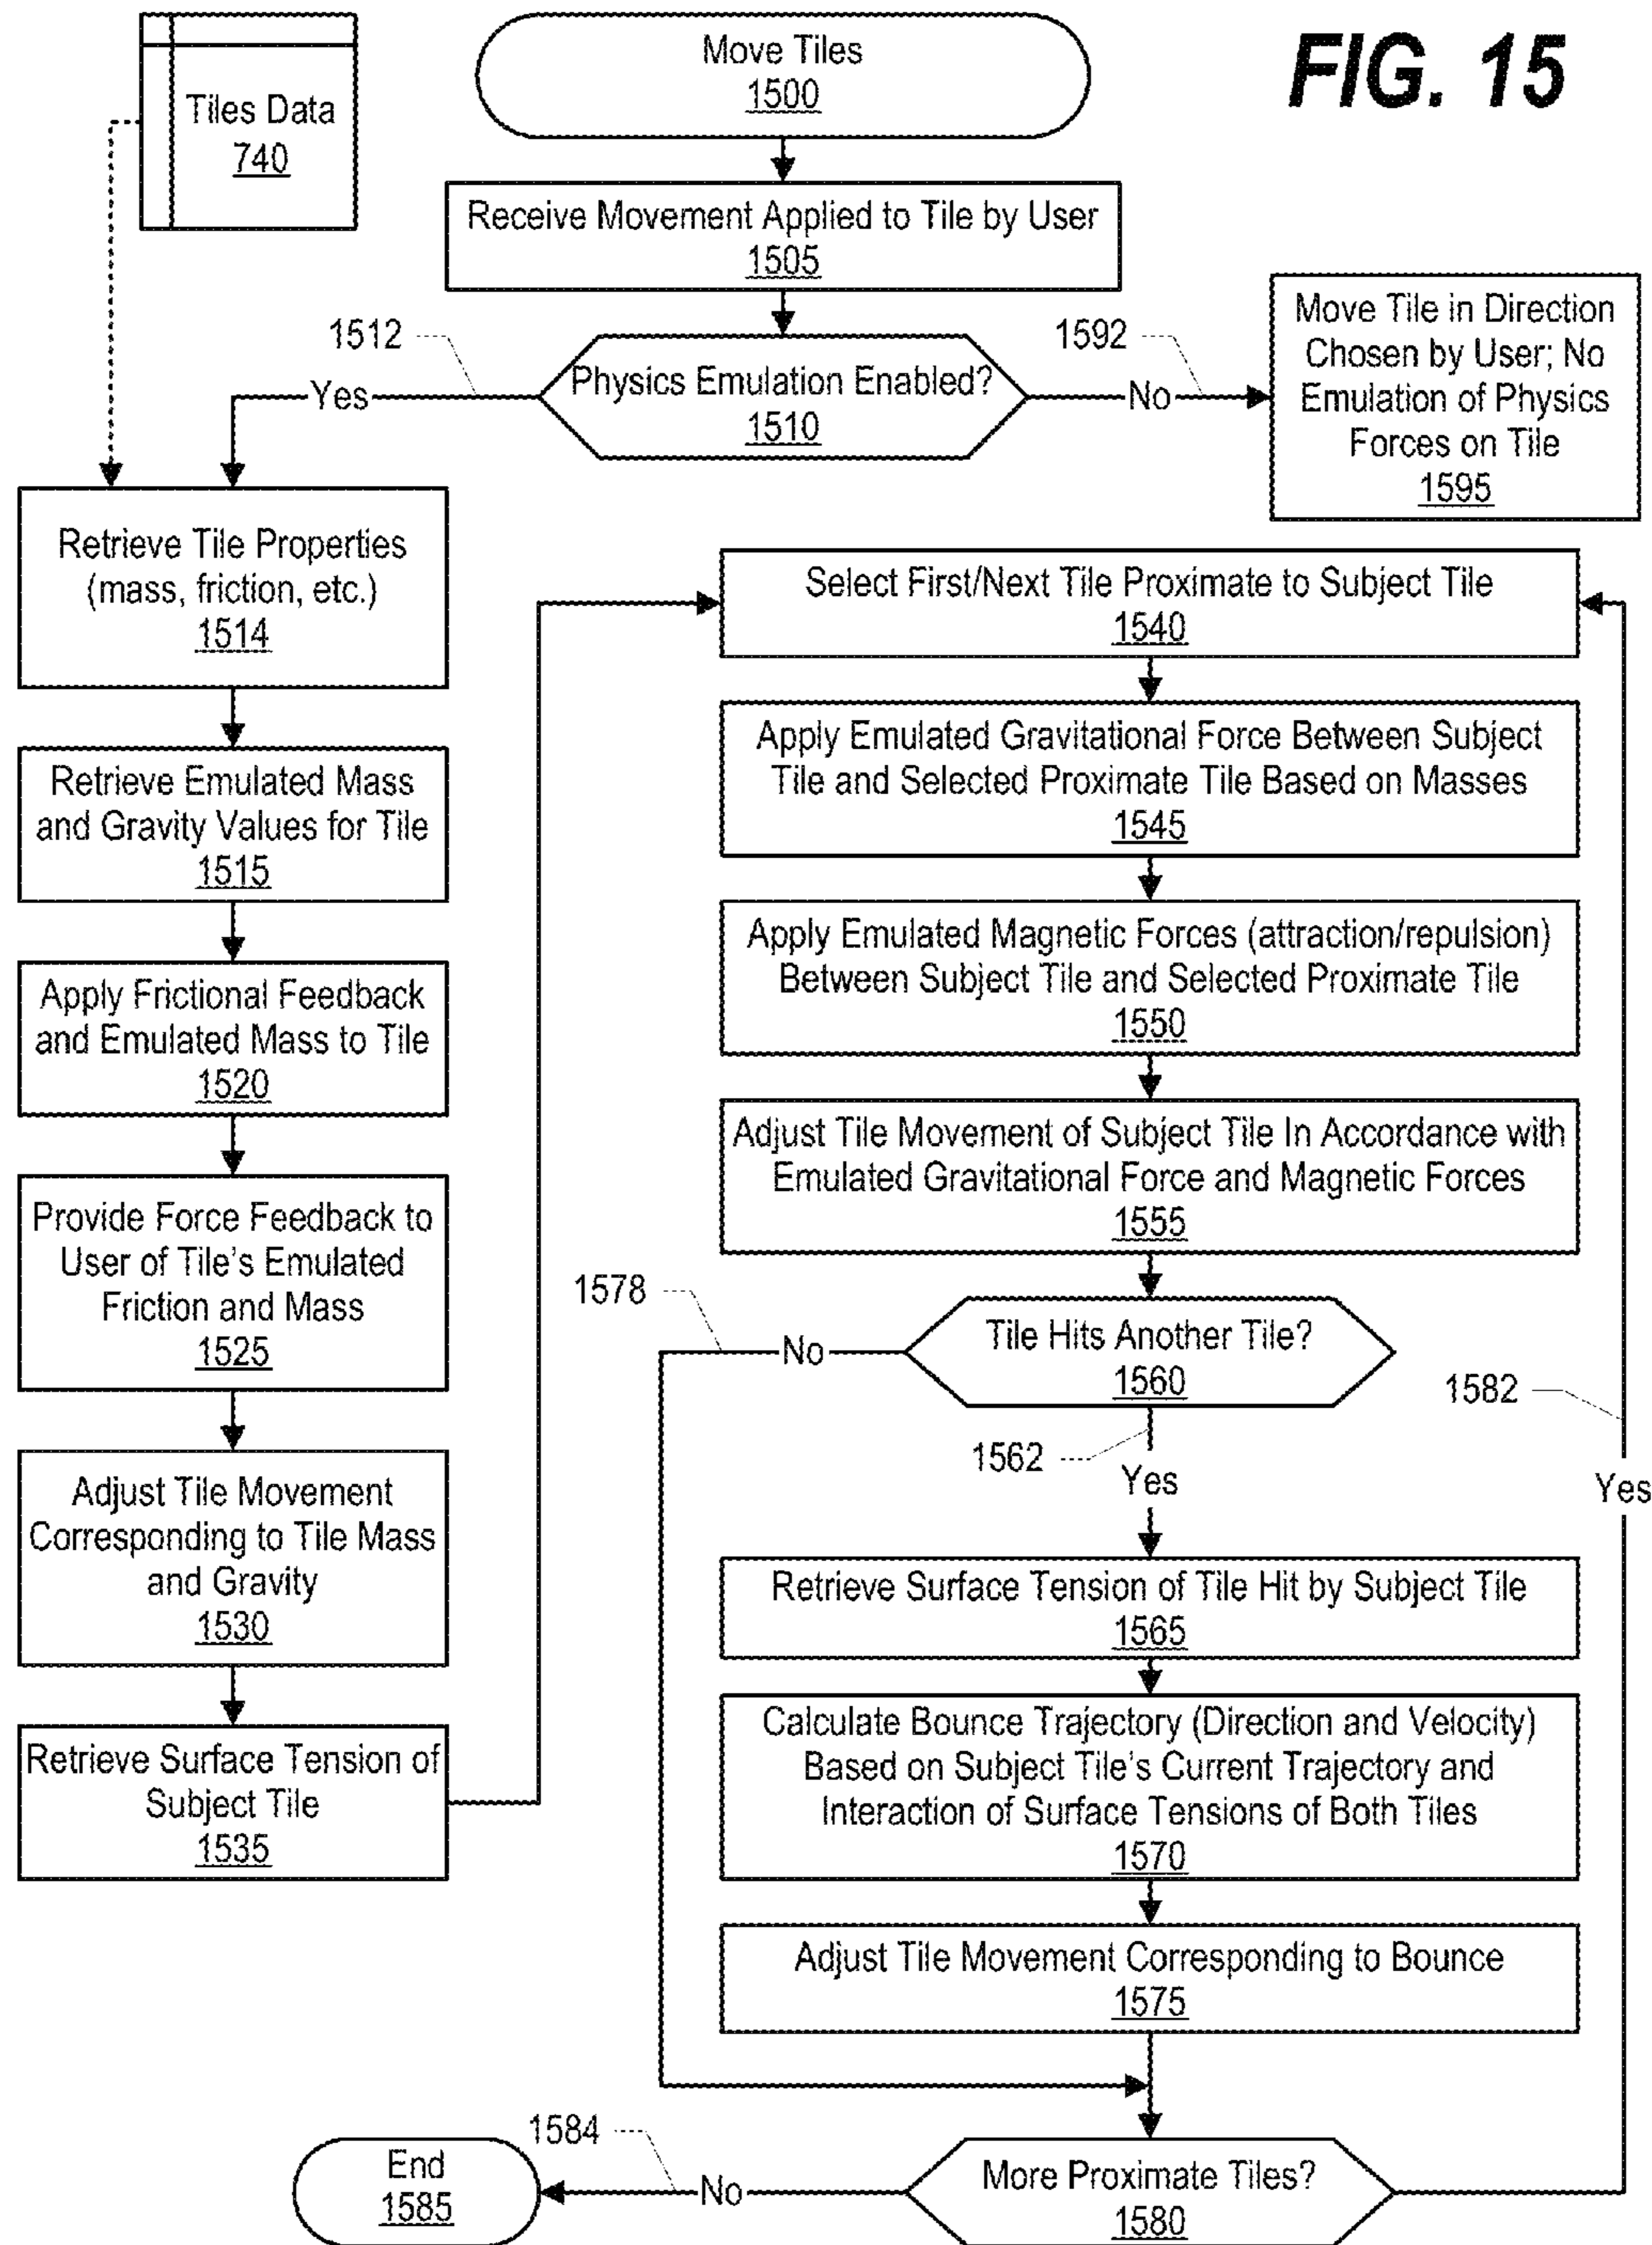 FIG. 15
Tiles Data
740
Move Tiles
1500
Receive Movement Applied to Tile by User
1505
1512
Yes
Physics Emulation Enabled?
1510
1592
No
Move Tile in Direction
Chosen by User; No
Emulation of Physics
Forces on Tile
1595
Retrieve Tile Properties
(mass, friction, etc.)
1514
Retrieve Emulated Mass
and Gravity Values for Tile
1515
Apply Frictional Feedback
and Emulated Mass to Tile
1520
Provide Force Feedback to
User of Tile's Emulated
Friction and Mass
1525
Adjust Tile Movement
Corresponding to Tile Mass
and Gravity
1530
Retrieve Surface Tension of
Subject Tile
1535
Select First/Next Tile Proximate to Subject Tile
1540
Apply Emulated Gravitational Force Between Subject
Tile and Selected Proximate Tile Based on Masses
1545
Apply Emulated Magnetic Forces (attraction/repulsion)
Between Subject Tile and Selected Proximate Tile
1550
Adjust Tile Movement of Subject Tile In Accordance with
Emulated Gravitational Force and Magnetic Forces
1555
1578
No
Tile Hits Another Tile?
1560
1562
Yes
1582
Yes
Retrieve Surface Tension of Tile Hit by Subject Tile
1565
Calculate Bounce Trajectory (Direction and Velocity)
Based on Subject Tile's Current Trajectory and
Interaction of Surface Tensions of Both Tiles
1570
Adjust Tile Movement Corresponding to Bounce
1575
More Proximate Tiles?
1580
1584
No
End
1585